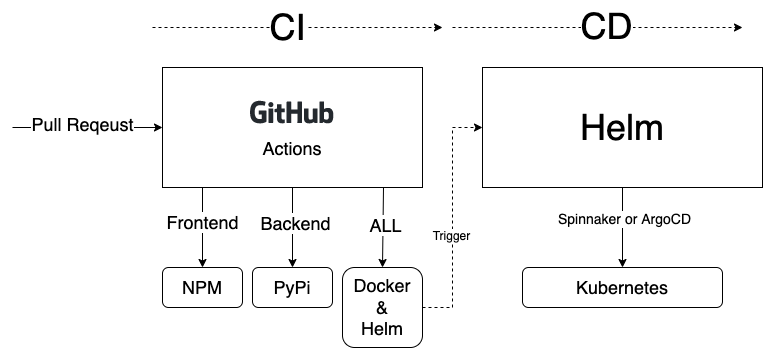 CI
CD
Pull Reqeust
GitHub
Actions
Helm
Frontend
Backend
ALL
Trigger
Spinnaker or ArgoCD
NPM
PyPi
Docker
&
Helm
Kubernetes